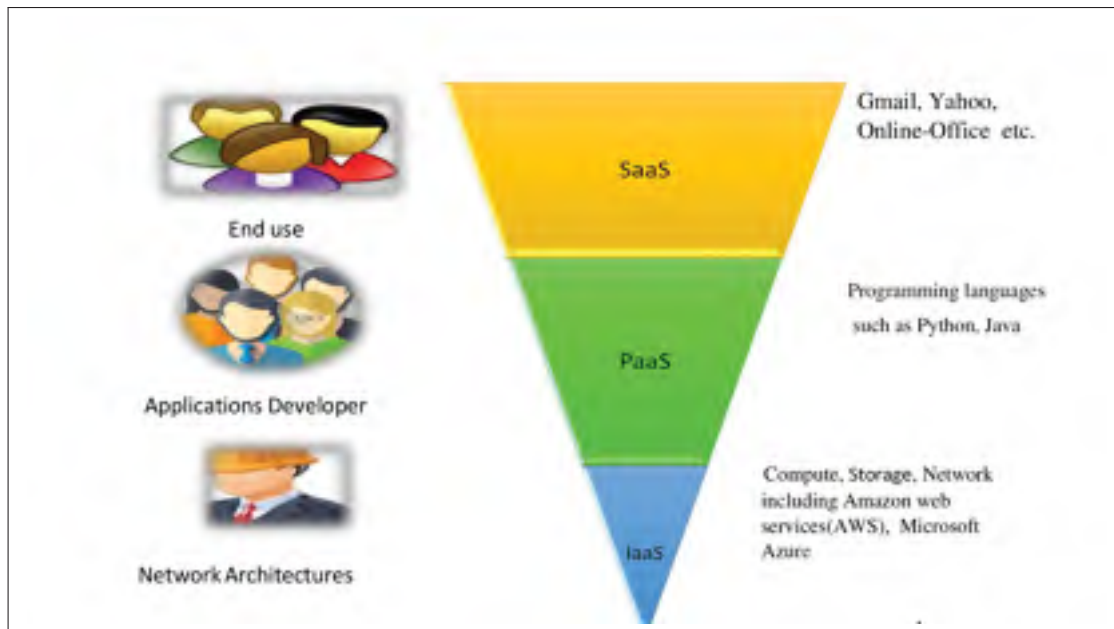 Gmail, Yahoo,
Online-Office etc.
SaaS
End use
Programming languages
such as Python, Java
PaaS
Applications Developer
Compute, Storage, Network
including Amazon web
services(AWS), Microsoft
Azure
IaaS
Network Architectures